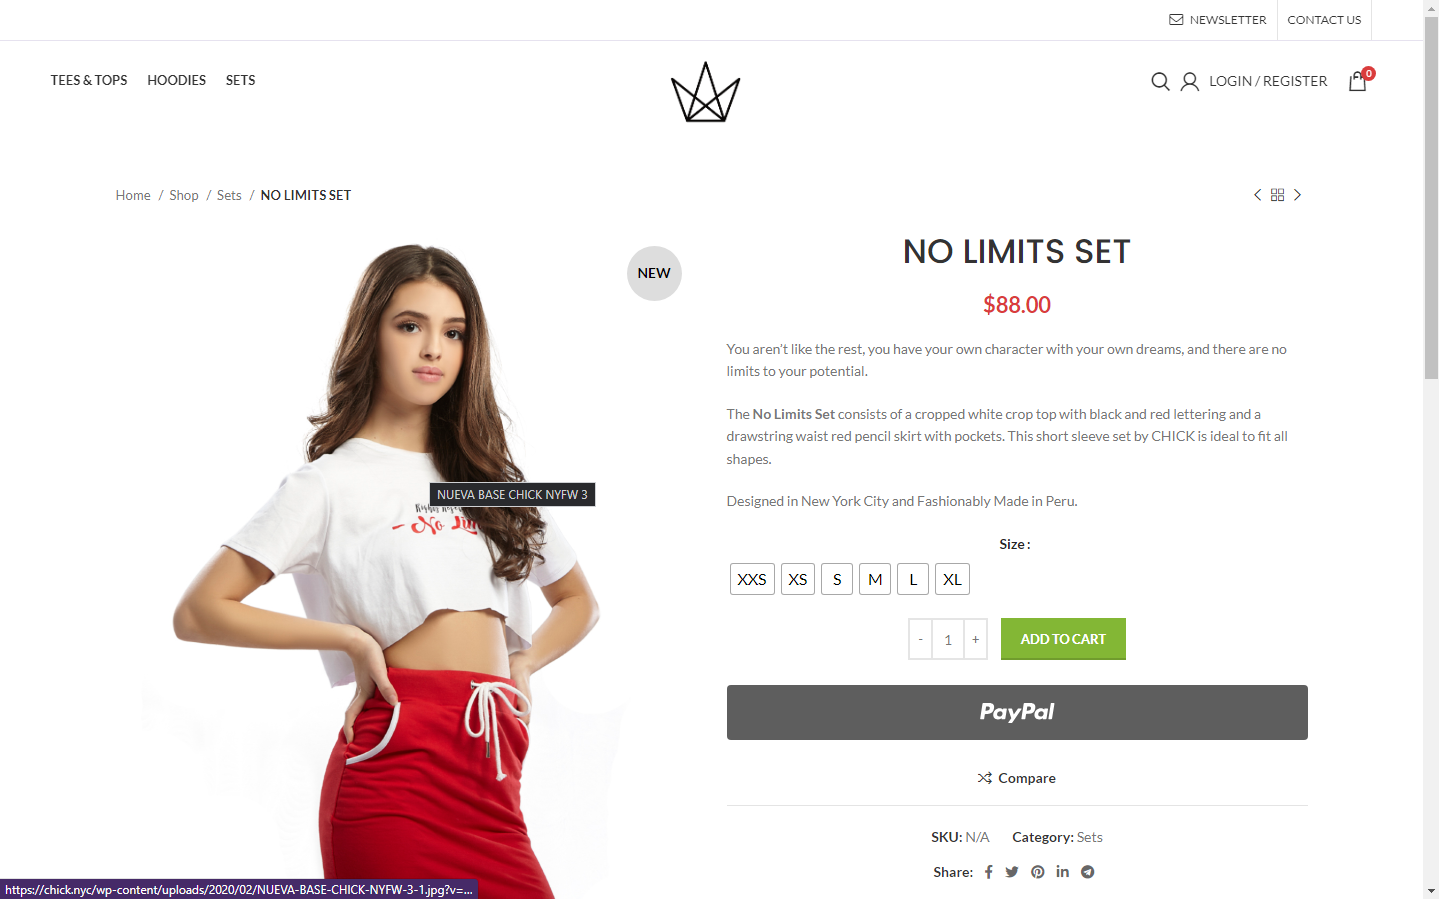 NEWSLETTER
CONTACT US
TEES & TOPS
HOODIES
SETS
LOGIN / REGISTER
0
Home / Shop / Sets / NO LIMITS SET
NEW
NO LIMITS SET
$88.00
You aren't like the rest, you have your own character with your own dreams, and there are no
limits to your potential.
The No Limits Set consists of a cropped white crop top with black and red lettering and a
drawstring waist red pencil skirt with pockets. This short sleeve set by CHICK is ideal to fit all
shapes.
NUEVA BASE CHICK NYFW 3
Designed in New York City and Fashionably Made in Peru.
Size :
XXS
XS
S
M
L
XL
- 1 +
ADD TO CART
PayPal
Compare
SKU: N/A
Category: Sets
Share:
https://chick.nyc/wp-content/uploads/2020/02/NUEVA-BASE-CHICK-NYFW-3-1.jpg?v=...